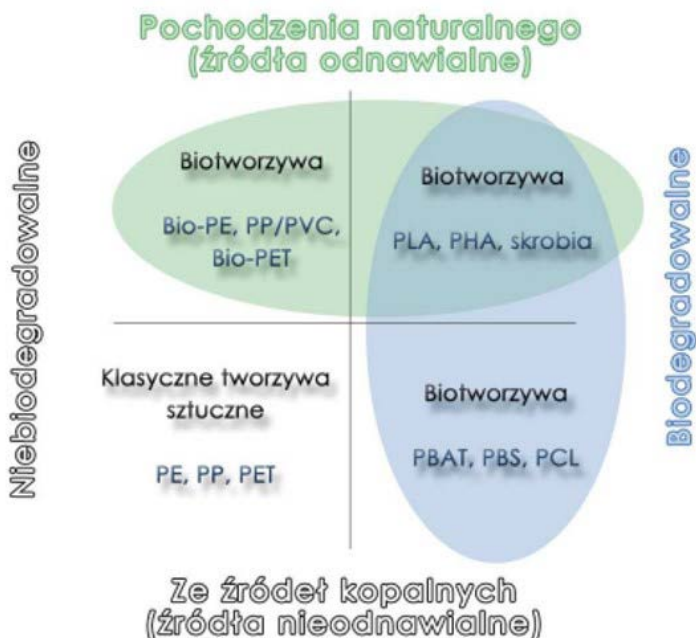 Pochodzenia naturalnego
(źródła odnawialne)
Niebiodegradowalne
Biotworzywa
Bio-PE, PP/PVC,
Bio-PET
Biotworzywa
PLA, PHA, skrobia
Biodegradowalne
Klasyczne tworzywa
sztuczne
PE, PP, PET
Biotworzywa
PBAT, PBS, PCL
Ze źródeł kopalnych
(źródła nieodnawialne)